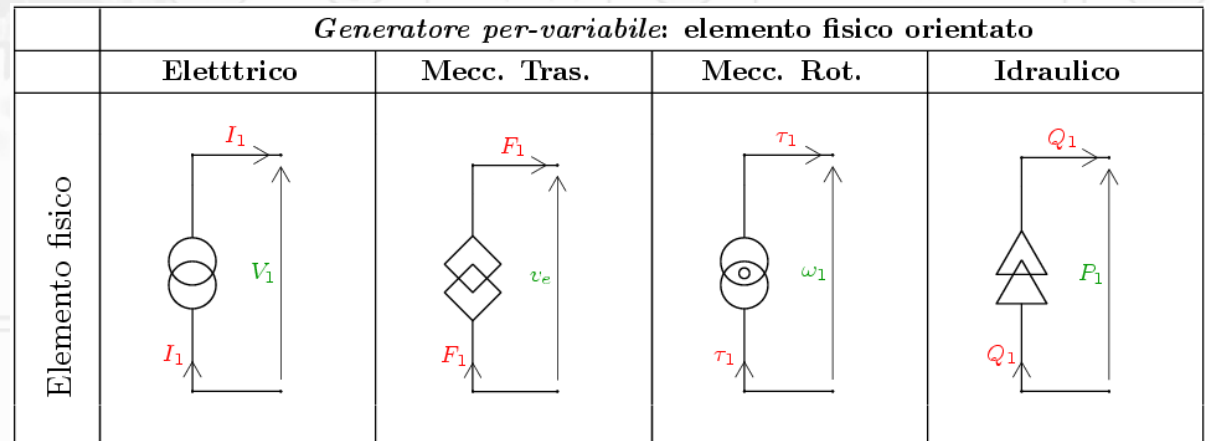 Generatore per-variabile: elemento fisico orientato
Eletttrico Mecc. Tras. Mecc. Rot. Idraulico
Elemento fisico
I1 F1 τ1 Q1
V1 ve ω1 P1
I1 F1 τ1 Q1